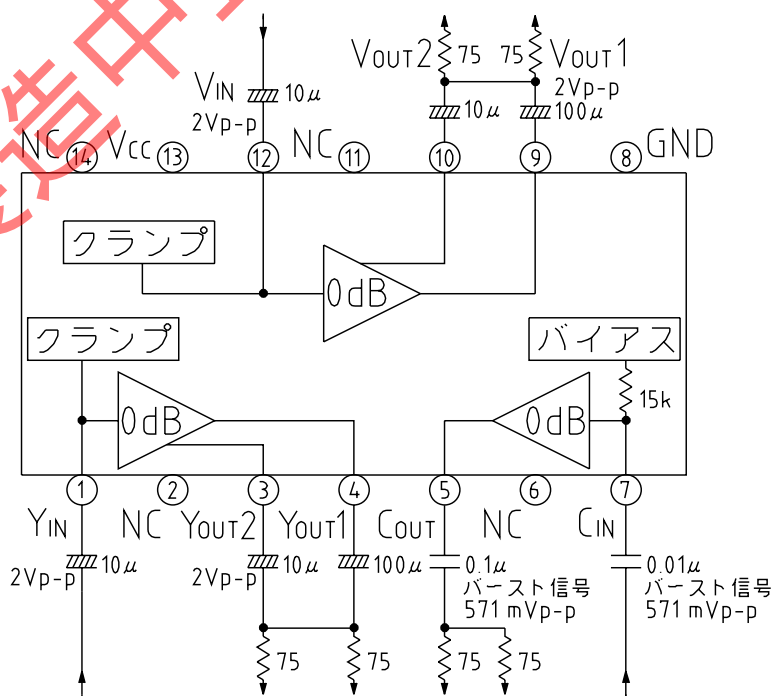 造中
VOUT2 75 75 VOUT1
VIN 10μ 2Vp-p
2Vp-p 10μ 100μ
NC 14 VCC 13 12 NC 11 10 9 8 GND
クランプ
0dB
クランプ バイアス
0dB 0dB 15k
1 2 3 4 5 6 7
YIN NC YOUT2 YOUT1 COUT NC CIN
2Vp-p 10μ 2Vp-p 10μ 100μ 0.1μ 0.01μ
バースト信号 バースト信号
571 mVp-p 571 mVp-p
75 75 75 75